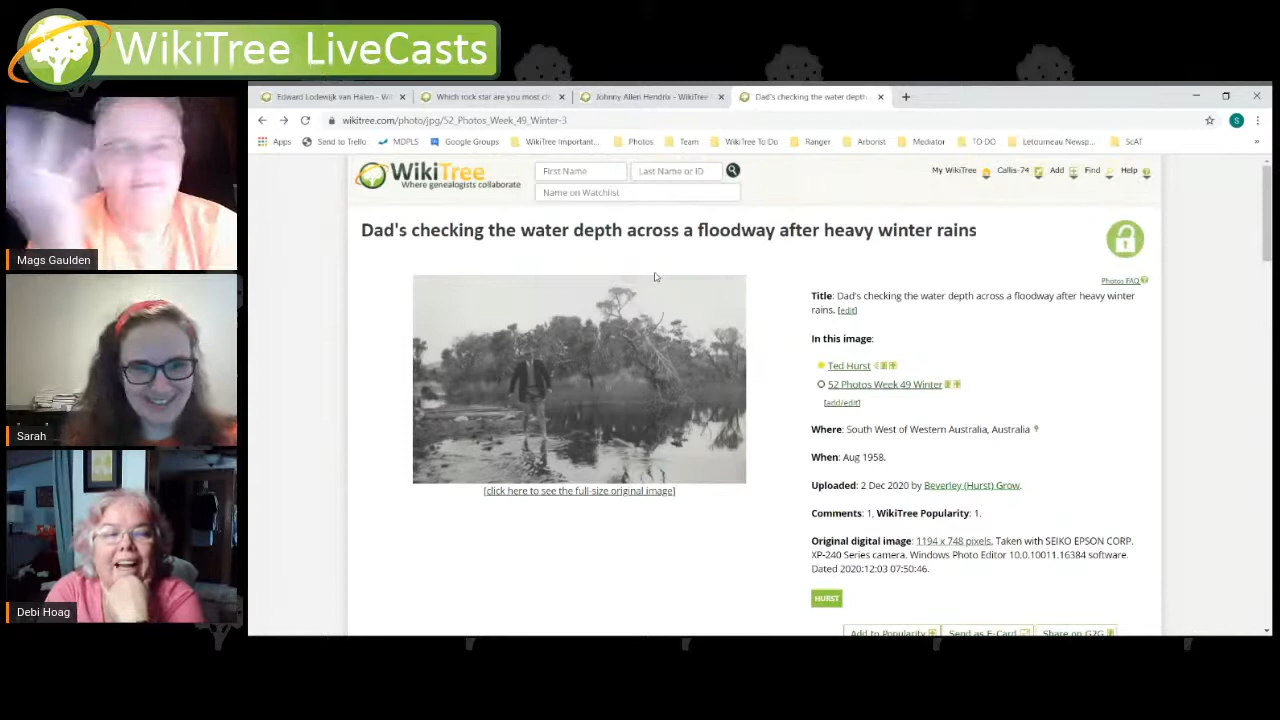 WikiTree LiveCasts
Mags Gaulden
Sarah
Debi Hoag
Edward Lodewijk van Halen - Wi
Which rock star are you most cl
Johnny Allen Hendrix - WikiTree
Dad's checking the water depth
wikitree.com/photo/jpg/52_Photos_Week_49_Winter-3
Apps Send to Trello MDPLS Google Groups WikiTree Important... Photos Team WikiTree To Do Ranger Arborist Mediator TO DO Letourneau Newsp... ScAT
WikiTree
Where genealogists collaborate
First Name Last Name or ID
Name on Watchlist
My WikiTree Callis-74 Add Find Help
Dad's checking the water depth across a floodway after heavy winter rains
Photos FAQ
[click here to see the full-size original image]
Title: Dad's checking the water depth across a floodway after heavy winter
rains. [edit]
In this image:
Ted Hurst
52 Photos Week 49 Winter
[add/edit]
Where: South West of Western Australia, Australia
When: Aug 1958.
Uploaded: 2 Dec 2020 by Beverley (Hurst) Grow.
Comments: 1, WikiTree Popularity: 1.
Original digital image: 1194 x 748 pixels. Taken with SEIKO EPSON CORP.
XP-240 Series camera. Windows Photo Editor 10.0.10011.16384 software.
Dated 2020:12:03 07:50:46.
HURST
Add to Popularity Send as E-Card Share on G2G